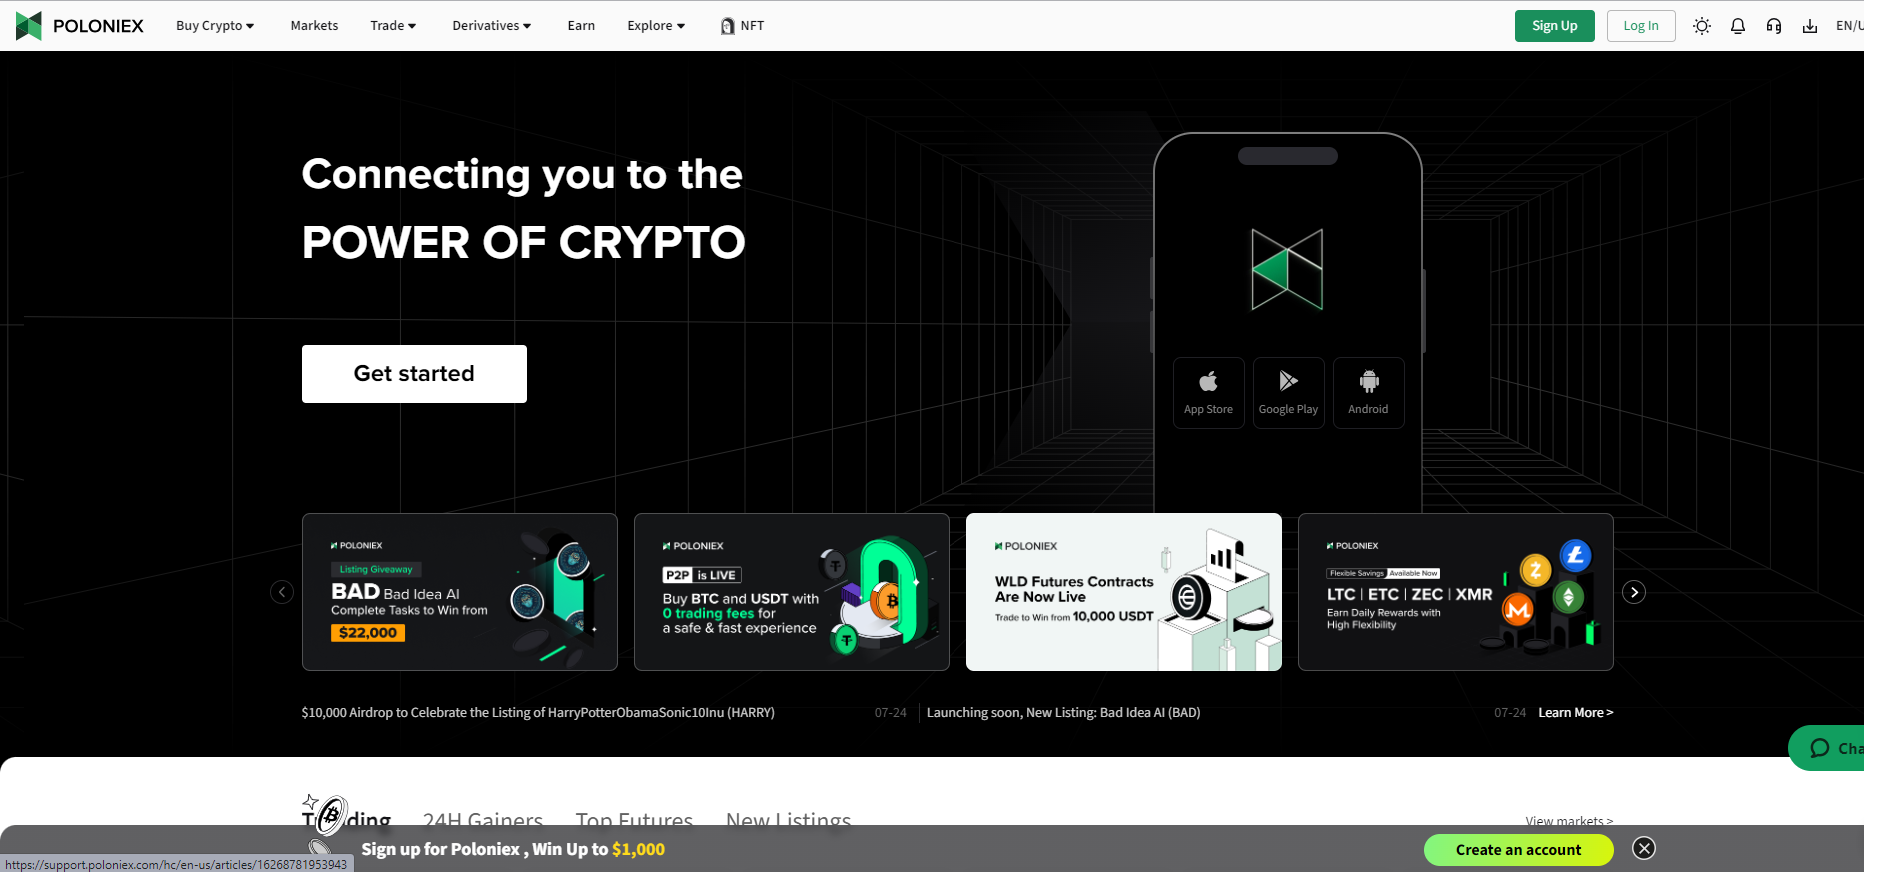 POLONIEX
Buy Crypto
Markets
Trade
Derivatives
Earn
Explore
NFT
Sign Up
Log In
EN/U
Connecting you to the
POWER OF CRYPTO
Get started
App Store
Google Play
Android
POLONIEX
Listing Giveaway
BAD Bad Idea AI
Complete Tasks to Win from
$22,000
POLONIEX
P2P is LIVE
Buy BTC and USDT with
0 trading fees for
a safe & fast experience
POLONIEX
WLD Futures Contracts
Are Now Live
Trade to Win from 10,000 USDT
POLONIEX
Flexible Savings Available Now
LTC | ETC | ZEC | XMR
Earn Daily Rewards with
High Flexibility
$10,000 Airdrop to Celebrate the Listing of HarryPotterObamaSonic10Inu (HARRY)
07-24
Launching soon, New Listing: Bad Idea AI (BAD)
07-24
Learn More >
Cha
24H Gainers
Top Futures
New Listings
View markets >
Sign up for Poloniex , Win Up to $1,000
Create an account
https://support.poloniex.com/hc/en-us/articles/16268781953943